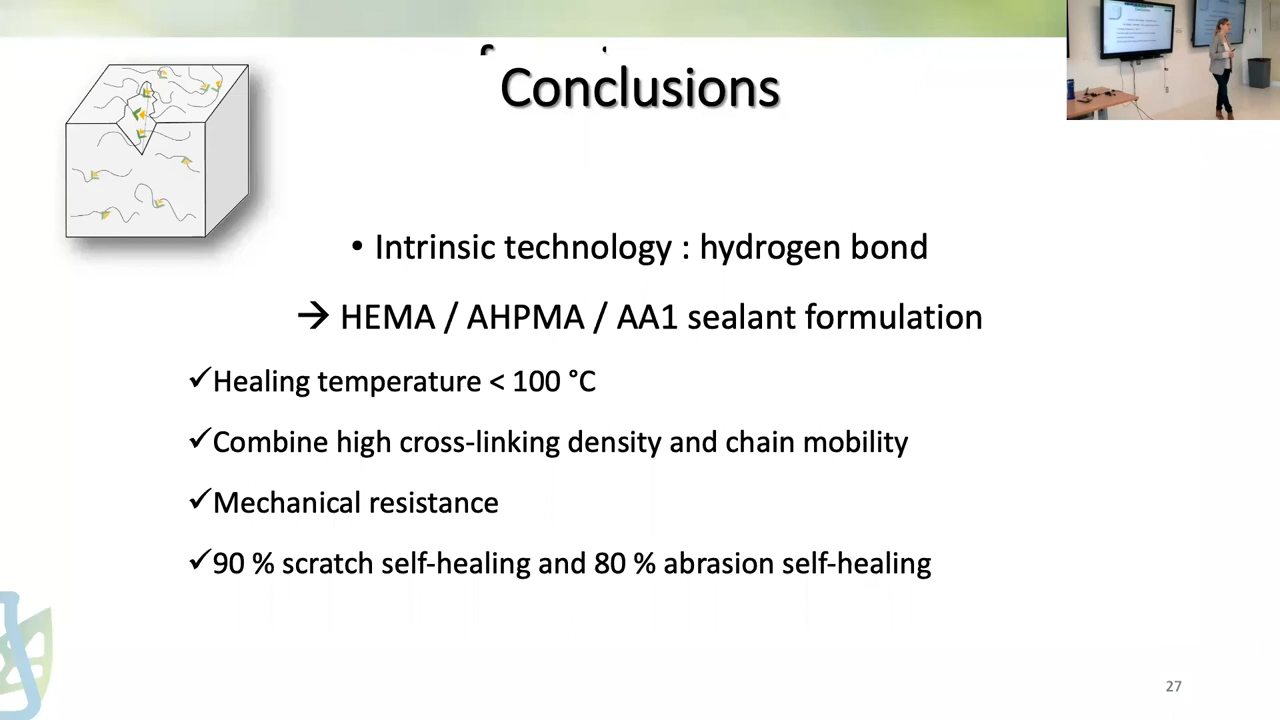 Conclusions
• Intrinsic technology : hydrogen bond
→ HEMA / AHPMA / AA1 sealant formulation
✓Healing temperature < 100 °C
✓Combine high cross-linking density and chain mobility
✓Mechanical resistance
✓90 % scratch self-healing and 80 % abrasion self-healing
27